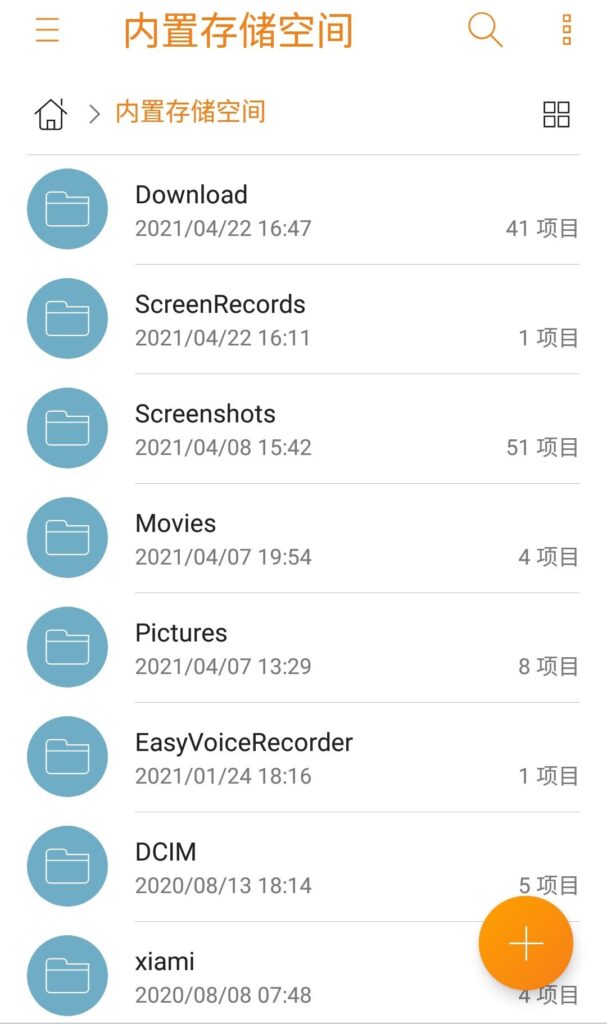 内置存储空间
内置存储空间
Download
2021/04/22 16:47 41 项目
ScreenRecords
2021/04/22 16:11 1 项目
Screenshots
2021/04/08 15:42 51 项目
Movies
2021/04/07 19:54 4 项目
Pictures
2021/04/07 13:29 8 项目
EasyVoiceRecorder
2021/01/24 18:16 1 项目
DCIM
2020/08/13 18:14 5 项目
xiami
2020/08/08 07:48 4 项目